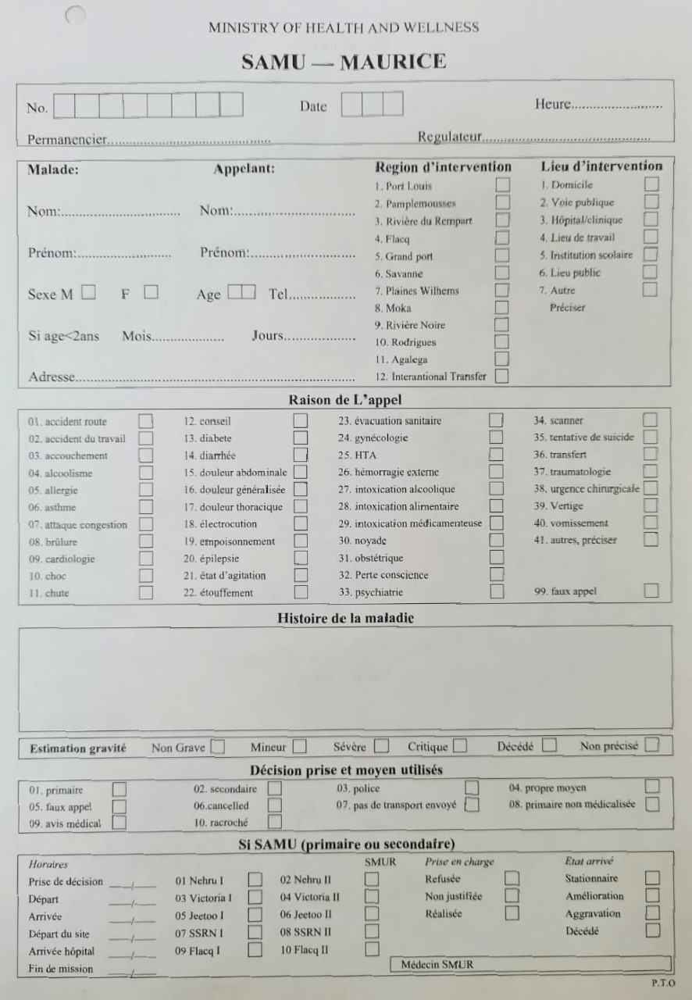 MINISTRY OF HEALTH AND WELLNESS
SAMU — MAURICE
No. Date Heure
Permanencier Regulateur
Malade: Appelant: Region d'intervention Lieu d'intervention
1. Port Louis 1. Domicile
2. Pamplemousses 2. Voie publique
Nom: Nom: 3. Rivière du Rempart 3. Hôpital/clinique
4. Flacq 4. Lieu de travail
Prénom: Prénom: 5. Grand port 5. Institution scolaire
6. Savanne 6. Lieu public
Sexe M F Age Tel 7. Plaines Wilhems 7. Autre
8. Moka Préciser
9. Rivière Noire
Si age<2ans Mois Jours 10. Rodrigues
11. Agalega
Adresse 12. Interantional Transfer
Raison de L'appel
01. accident route 12. conseil 23. évacuation sanitaire 34. scanner
02. accident du travail 13. diabete 24. gynécologie 35. tentative de suicide
03. accouchement 14. diarrhée 25. HTA 36. transfert
04. alcoolisme 15. douleur abdominale 26. hémorragie externe 37. traumatologie
05. allergie 16. douleur généralisée 27. intoxication alcoolique 38. urgence chirurgicale
06. asthme 17. douleur thoracique 28. intoxication alimentaire 39. Vertige
07. attaque congestion 18. électrocution 29. intoxication médicamenteuse 40. vomissement
08. brûlure 19. empoisonnement 30. noyade 41. autres, préciser
09. cardiologie 20. épilepsie 31. obstétrique
10. choc 21. état d'agitation 32. Perte conscience
11. chute 22. étouffement 33. psychiatrie 99. faux appel
Histoire de la maladie
Estimation gravité Non Grave Mineur Sévère Critique Décédé Non précisé
Décision prise et moyen utilisés
01. primaire 02. secondaire 03. police 04. propre moyen
05. faux appel 06.cancelled 07. pas de transport envoyé 08. primaire non médicalisée
09. avis médical 10. racroché
Si SAMU (primaire ou secondaire)
Horaires SMUR Prise en charge Etat arrivé
Prise de décision __/__ 01 Nehru I 02 Nehru II Refusée Stationnaire
Départ __/__ 03 Victoria I 04 Victoria II Non justifiée Amélioration
Arrivée __/__ 05 Jeetoo I 06 Jeetoo II Réalisée Aggravation
Départ du site __/__ 07 SSRN I 08 SSRN II Décédé
Arrivée hôpital __/__ 09 Flacq I 10 Flacq II
Fin de mission __/__ Médecin SMUR
P.T.O